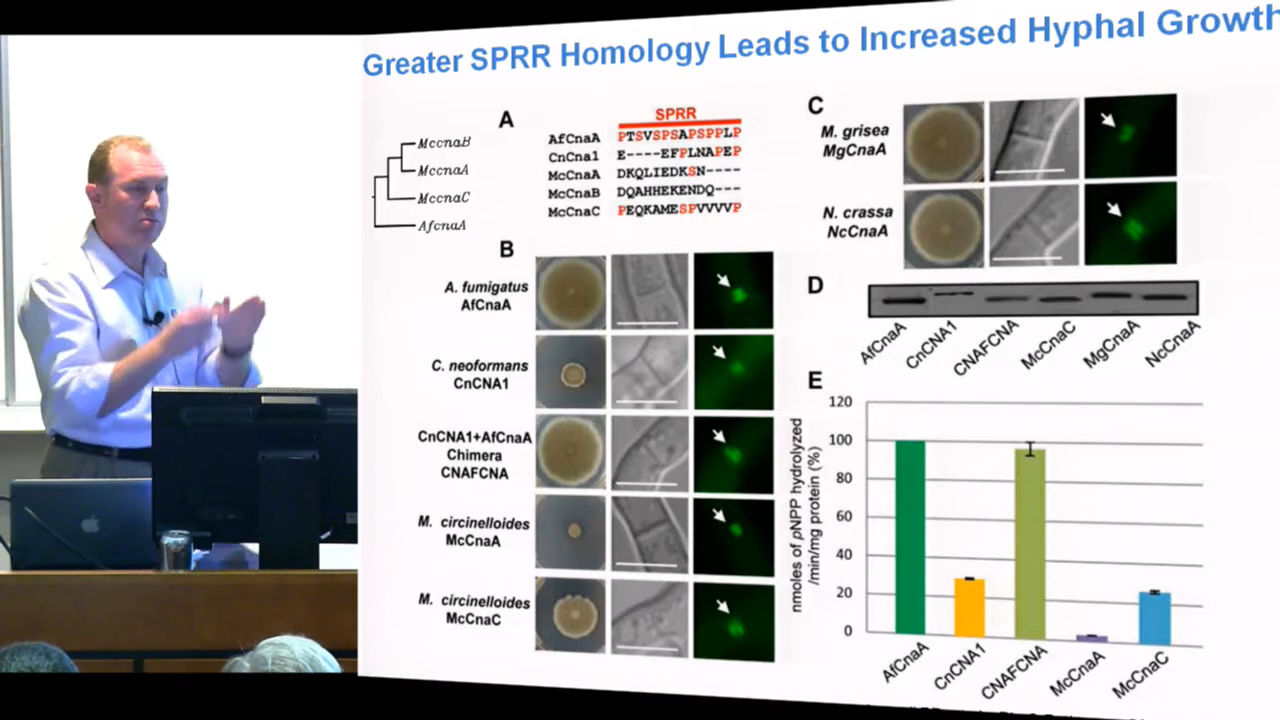 Greater SPRR Homology Leads to Increased Hyphal Growth
MccnaB
MccnaA
MccnaC
AfcnaA
A
SPRR
AfCnaA PTSVSPSAPSPPLP
CnCna1 E----EFPLNAPEP
McCnaA DKQLIEDKSN----
McCnaB DQAHHEKENDQ---
McCnaC PEQKAMESPVVVVP
B
A. fumigatus
AfCnaA
C. neoformans
CnCNA1
CnCNA1+AfCnaA
Chimera
CNAFCNA
M. circinelloides
McCnaA
M. circinelloides
McCnaC
C
M. grisea
MgCnaA
N. crassa
NcCnaA
D
AfCnaA
CnCNA1
CNAFCNA
McCnaC
MgCnaA
NcCnaA
E
nmoles of pNPP hydrolyzed
/min/mg protein (%)
120
100
80
60
40
20
0
AfCnaA
CnCNA1
CNAFCNA
McCnaA
McCnaC